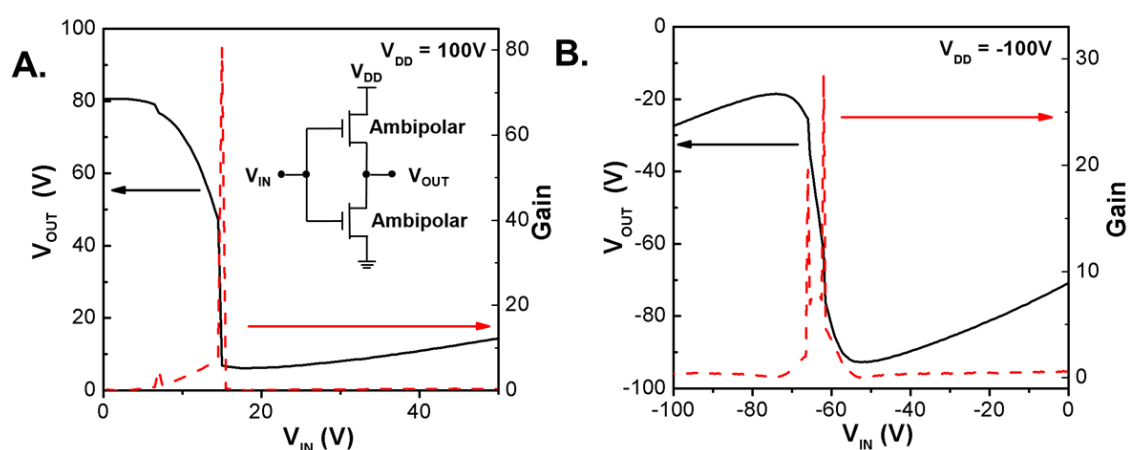 A.
V_DD = 100V
V_DD
Ambipolar
V_IN
V_OUT
Ambipolar
V_OUT (V)
100
80
60
40
20
0
Gain
80
60
40
20
0
0
20
40
V_IN (V)
B.
V_DD = -100V
V_OUT (V)
-0
-20
-40
-60
-80
-100
Gain
30
20
10
0
-100
-80
-60
-40
-20
0
V_IN (V)